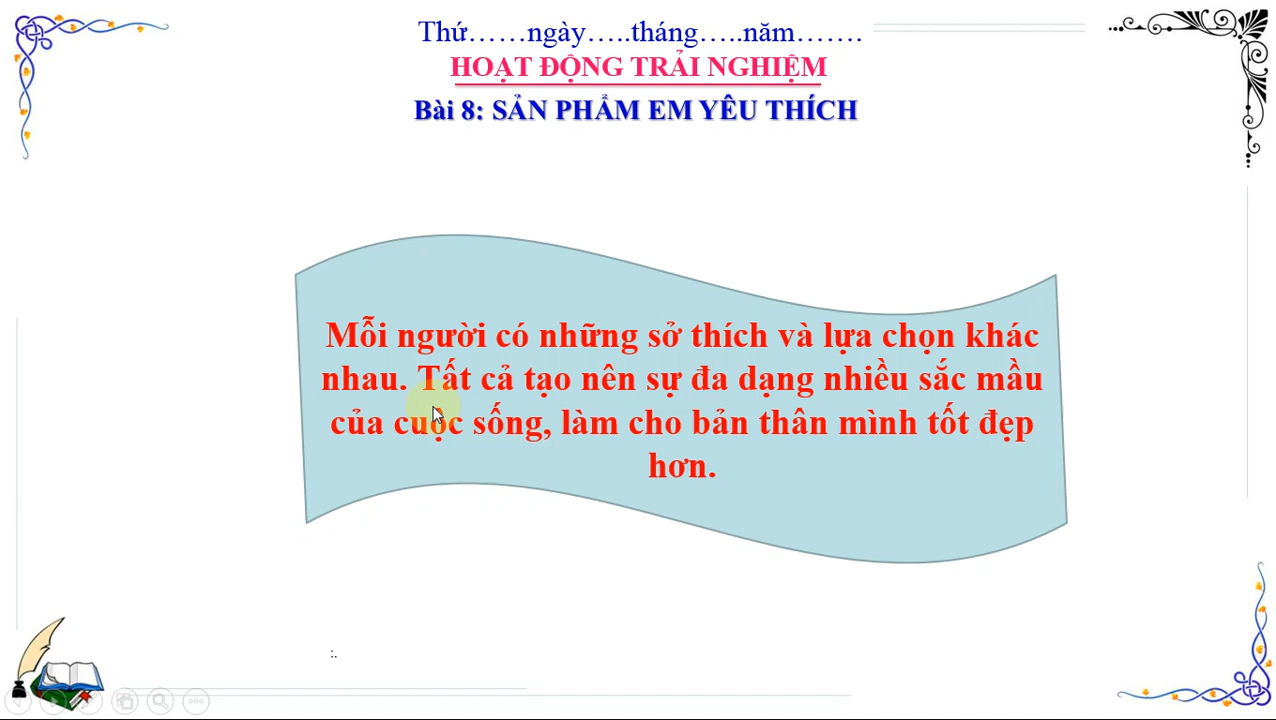 Thứ……ngày…..tháng…..năm…….
HOẠT ĐỘNG TRẢI NGHIỆM
Bài 8: SẢN PHẨM EM YÊU THÍCH
Mỗi người có những sở thích và lựa chọn khác
nhau. Tất cả tạo nên sự đa dạng nhiều sắc mầu
của cuộc sống, làm cho bản thân mình tốt đẹp
hơn.
:.